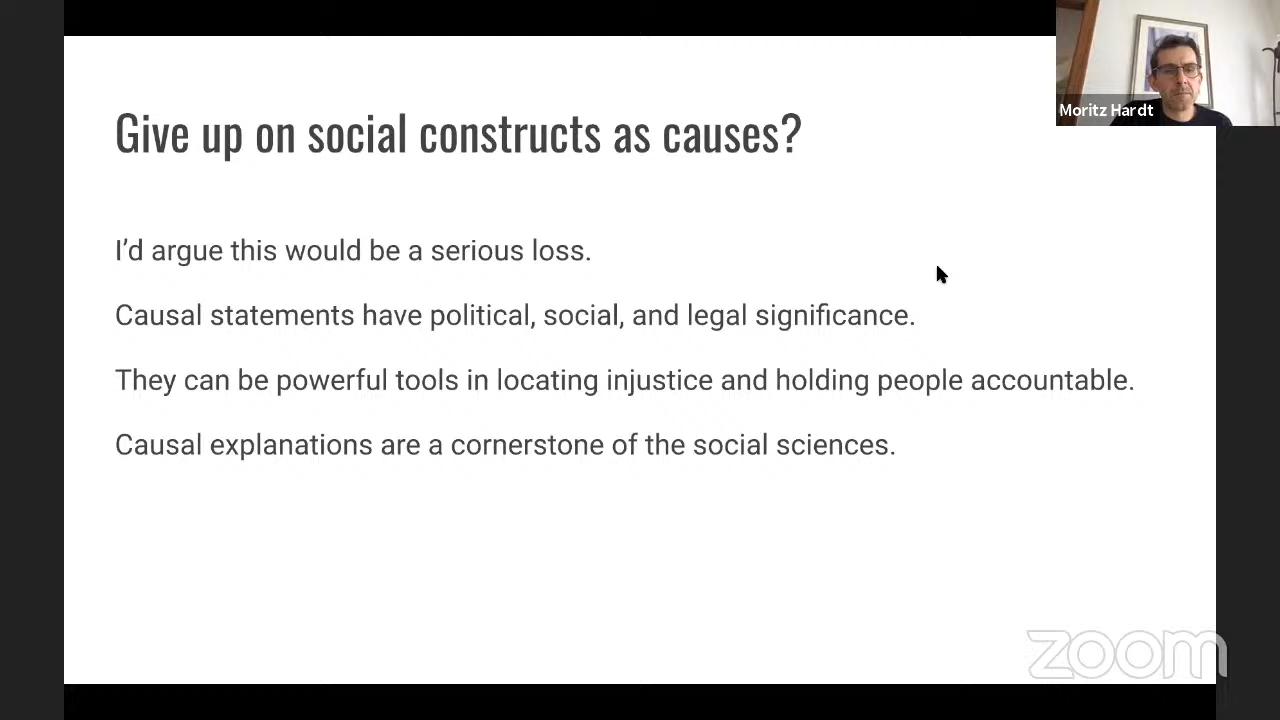 Give up on social constructs as causes?
I’d argue this would be a serious loss.
Causal statements have political, social, and legal significance.
They can be powerful tools in locating injustice and holding people accountable.
Causal explanations are a cornerstone of the social sciences.
Moritz Hardt
zoom